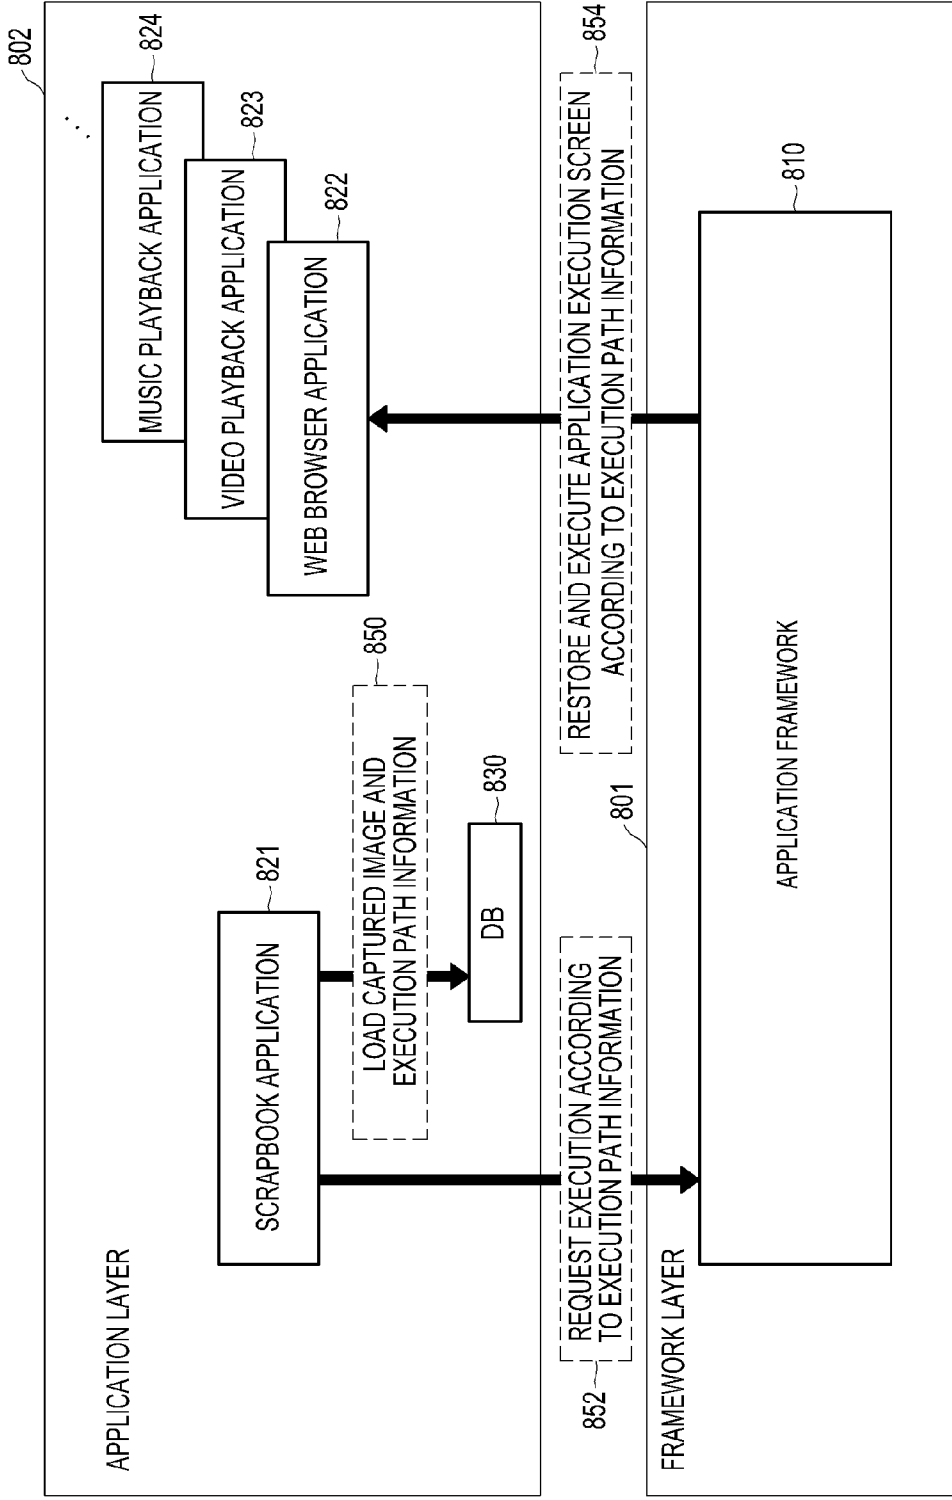 802
APPLICATION LAYER
824
MUSIC PLAYBACK APPLICATION
823
VIDEO PLAYBACK APPLICATION
822
WEB BROWSER APPLICATION
821
SCRAPBOOK APPLICATION
850
LOAD CAPTURED IMAGE AND
EXECUTION PATH INFORMATION
830
DB
852
REQUEST EXECUTION ACCORDING
TO EXECUTION PATH INFORMATION
854
RESTORE AND EXECUTE APPLICATION EXECUTION SCREEN
ACCORDING TO EXECUTION PATH INFORMATION
801
FRAMEWORK LAYER
810
APPLICATION FRAMEWORK